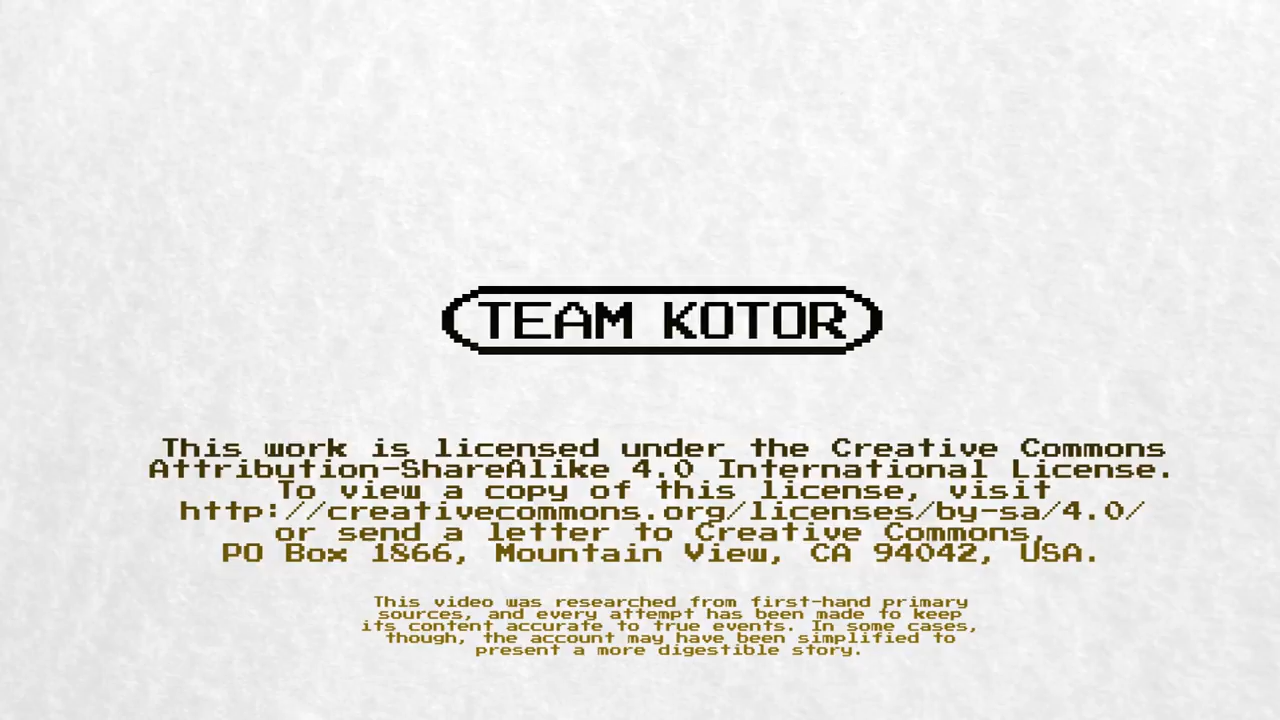 TEAM KOTOR
This work is licensed under the Creative Commons
Attribution-ShareAlike 4.0 International License.
To view a copy of this license, visit
http://creativecommons.org/licenses/by-sa/4.0/
or send a letter to Creative Commons,
PO Box 1866, Mountain View, CA 94042, USA.
This video was researched from first-hand primary
sources, and every attempt has been made to keep
its content accurate to true events. In some cases,
though, the account may have been simplified to
present a more digestible story.